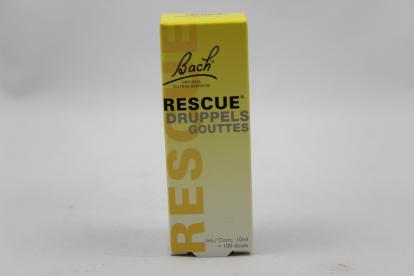 Bach®
ORIGINAL
FLOWER REMEDIES
RESCUE®
DRUPPELS
GOUTTES
RESCUE
Inh/ Cont: 10ml
= 100 doses